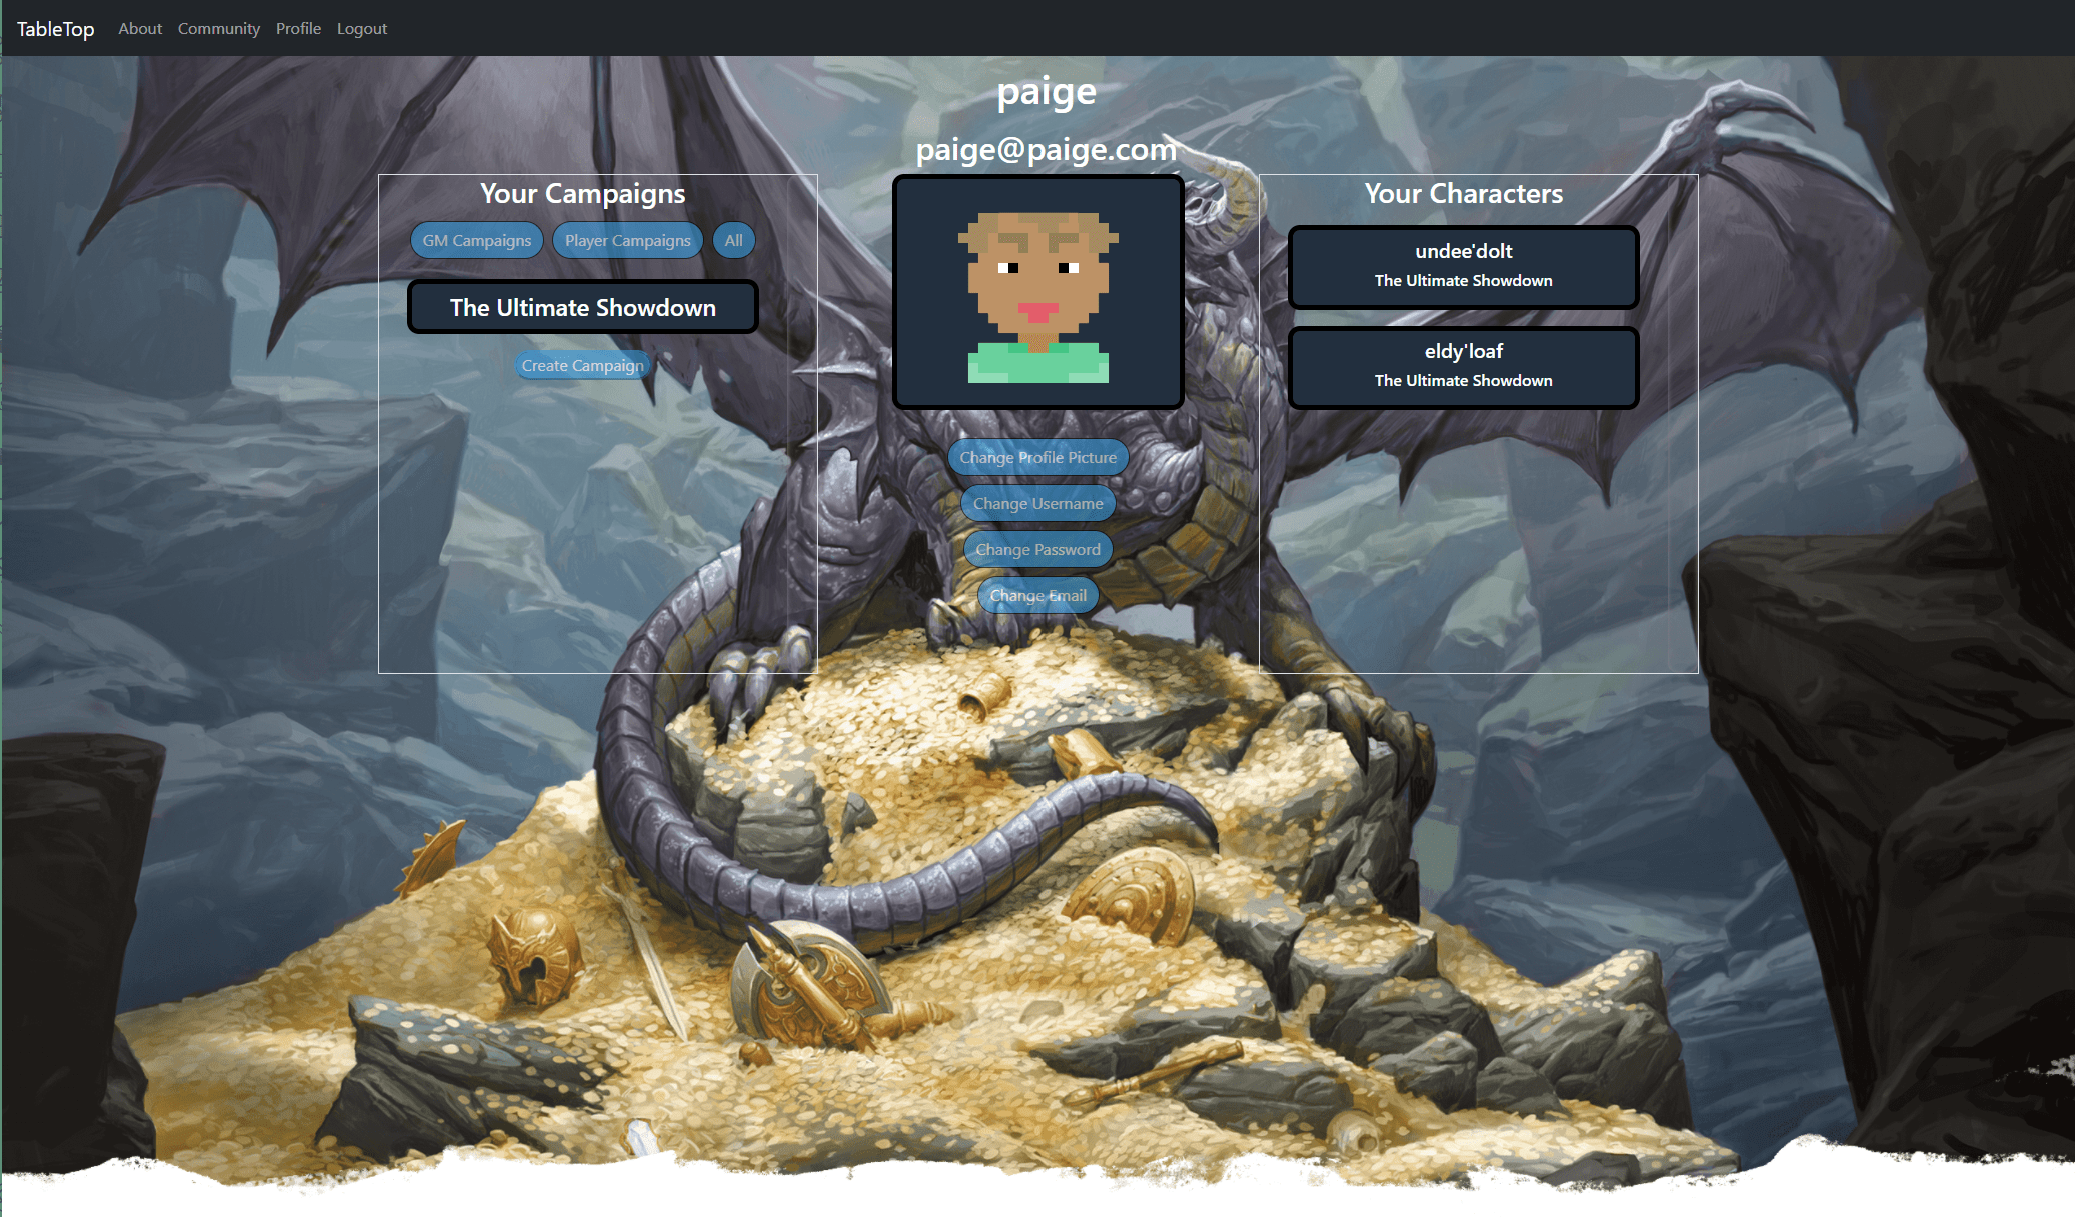 TableTop About Community Profile Logout
paige
paige@paige.com
Your Campaigns
GM Campaigns Player Campaigns All
The Ultimate Showdown
Create Campaign
Change Profile Picture
Change Username
Change Password
Change Email
Your Characters
undee'dolt
The Ultimate Showdown
eldy'loaf
The Ultimate Showdown